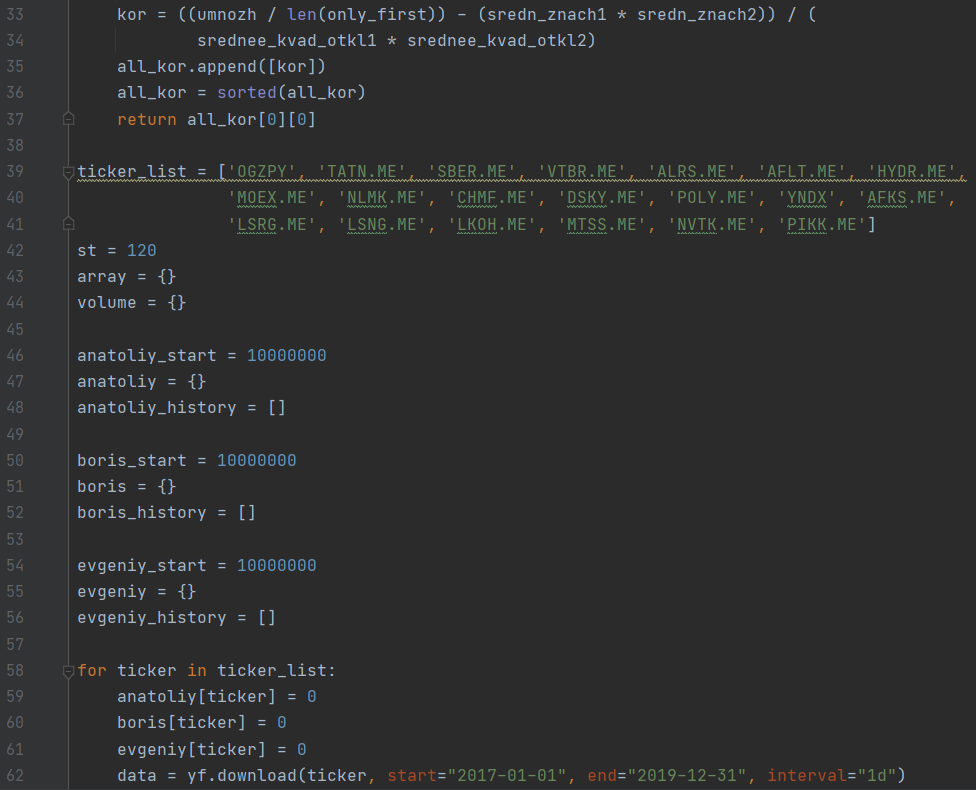 33 kor = ((umnozh / len(only_first)) - (sredn_znach1 * sredn_znach2)) / (
34 srednee_kvad_otkl1 * srednee_kvad_otkl2)
35 all_kor.append([kor])
36 all_kor = sorted(all_kor)
37 return all_kor[0][0]
38
39 ticker_list = ['OGZPY', 'TATN.ME', 'SBER.ME', 'VTBR.ME', 'ALRS.ME', 'AFLT.ME', 'HYDR.ME',
40 'MOEX.ME', 'NLMK.ME', 'CHMF.ME', 'DSKY.ME', 'POLY.ME', 'YNDX', 'AFKS.ME',
41 'LSRG.ME', 'LSNG.ME', 'LKOH.ME', 'MTSS.ME', 'NVTK.ME', 'PIKK.ME']
42 st = 120
43 array = {}
44 volume = {}
45
46 anatoliy_start = 10000000
47 anatoliy = {}
48 anatoliy_history = []
49
50 boris_start = 10000000
51 boris = {}
52 boris_history = []
53
54 evgeniy_start = 10000000
55 evgeniy = {}
56 evgeniy_history = []
57
58 for ticker in ticker_list:
59 anatoliy[ticker] = 0
60 boris[ticker] = 0
61 evgeniy[ticker] = 0
62 data = yf.download(ticker, start="2017-01-01", end="2019-12-31", interval="1d")